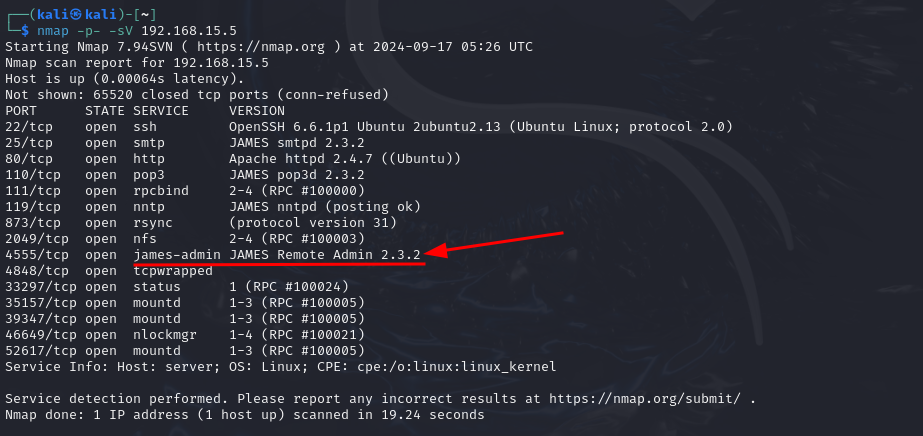 ┌──(kali㉿kali)-[~]
└─$ nmap -p- -sV 192.168.15.5
Starting Nmap 7.94SVN ( https://nmap.org ) at 2024-09-17 05:26 UTC
Nmap scan report for 192.168.15.5
Host is up (0.00064s latency).
Not shown: 65520 closed tcp ports (conn-refused)
PORT      STATE SERVICE     VERSION
22/tcp    open  ssh         OpenSSH 6.6.1p1 Ubuntu 2ubuntu2.13 (Ubuntu Linux; protocol 2.0)
25/tcp    open  smtp        JAMES smtpd 2.3.2
80/tcp    open  http        Apache httpd 2.4.7 ((Ubuntu))
110/tcp   open  pop3        JAMES pop3d 2.3.2
111/tcp   open  rpcbind     2-4 (RPC #100000)
119/tcp   open  nntp        JAMES nntpd (posting ok)
873/tcp   open  rsync       (protocol version 31)
2049/tcp  open  nfs         2-4 (RPC #100003)
4555/tcp  open  james-admin JAMES Remote Admin 2.3.2
4848/tcp  open  tcpwrapped
33297/tcp open  status      1 (RPC #100024)
35157/tcp open  mountd      1-3 (RPC #100005)
39347/tcp open  mountd      1-3 (RPC #100005)
46649/tcp open  nlockmgr    1-4 (RPC #100021)
52617/tcp open  mountd      1-3 (RPC #100005)
Service Info: Host: server; OS: Linux; CPE: cpe:/o:linux:linux_kernel
Service detection performed. Please report any incorrect results at https://nmap.org/submit/ .
Nmap done: 1 IP address (1 host up) scanned in 19.24 seconds